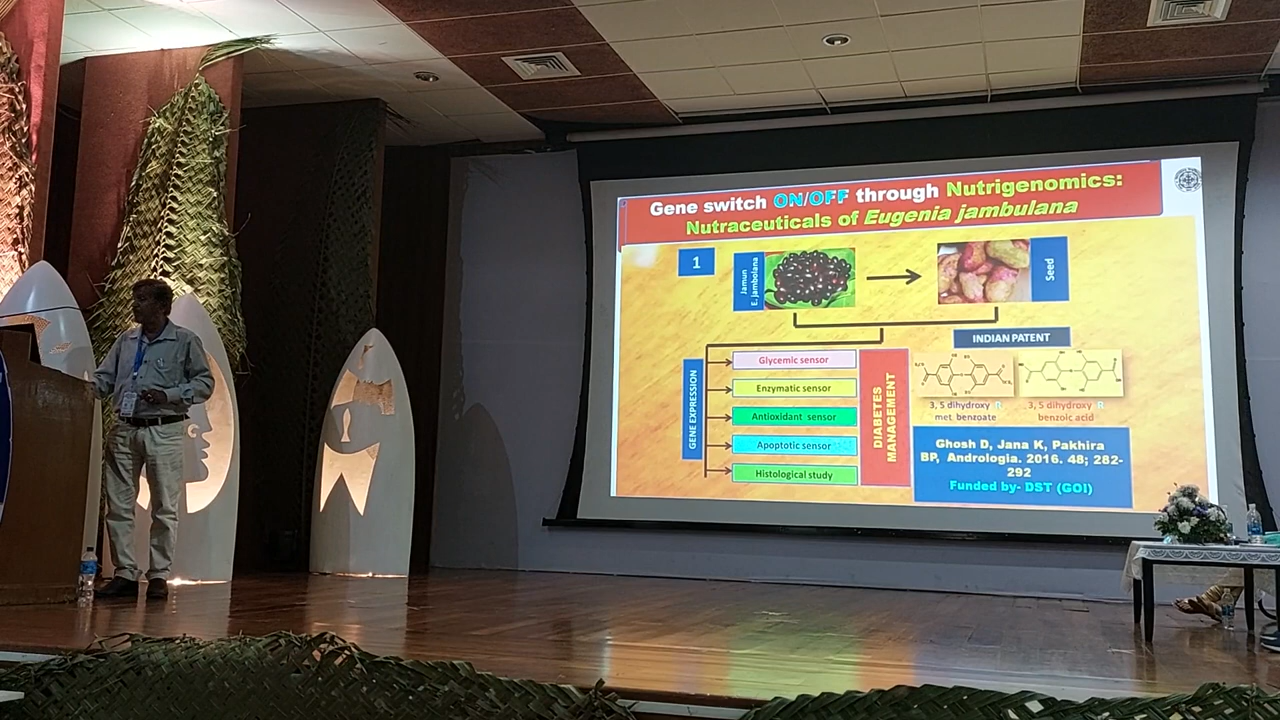 Gene switch ON/OFF through Nutrigenomics:
Nutraceuticals of Eugenia jambulana
1
Jamun
E. jambolana
Seed
INDIAN PATENT
GENE EXPRESSION
Glycemic sensor
Enzymatic sensor
Antioxidant sensor
Apoptotic sensor
Histological study
DIABETES
MANAGEMENT
3, 5 dihydroxy R
met. benzoate
3, 5 dihydroxy R
benzoic acid
Ghosh D, Jana K, Pakhira
BP, Andrologia. 2016. 48; 282-
292
Funded by- DST (GOI)